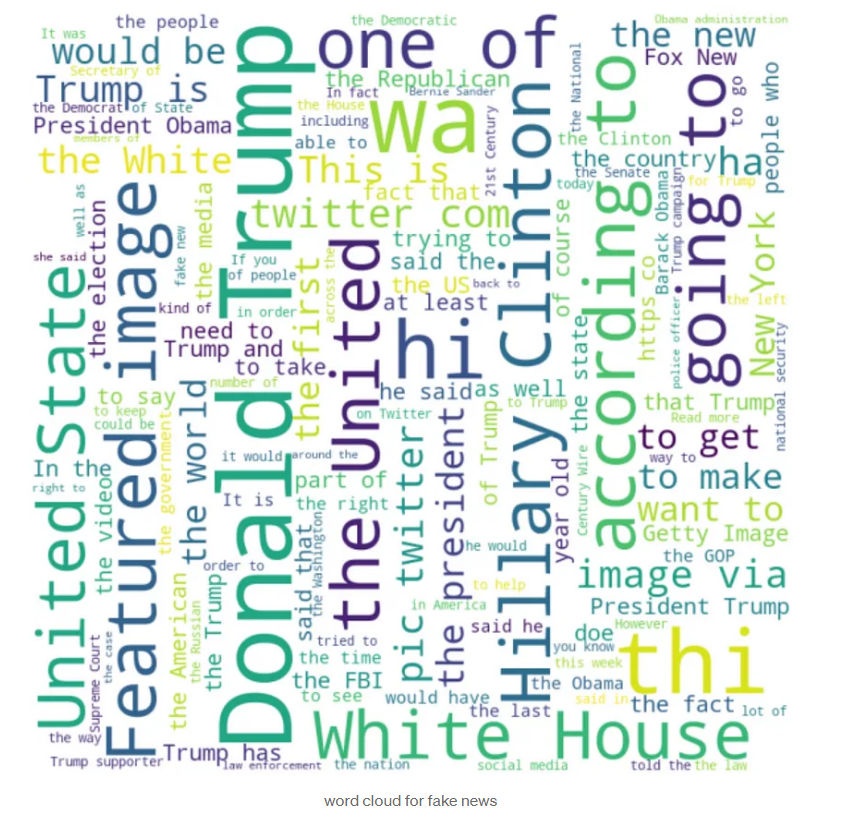 the people
the Democratic
Obama administration
It was
would be
one of
the new
Secretary of
Fox New
Trump is
the Republican
the National
to go
the Democrat
of State
In fact
Bernie Sander
people who
President Obama
the House
including
wa
21st Century
members of
able to
the Clinton
the White
This is
the country
ha
the Senate
for Trump
fact that
today
well as
the election
the media
twitter com
of course
Barack Obama
Trump campaign
New York
fake new
she said
If you
of people
across the
trying to
said the
https co
police officer
the US
back to
the left
kind of
in order
at least
need to
Trump and
the first
hi
the state
national security
to take
number of
he said
as well
to say
to keep
could be
the world
on Twitter
to Trump
that Trump
Read more
United State
Featured image
Donald Trump
the United
Hillary Clinton
according to
going to
to get
it would
around the
of Trump
way to
In the
right to
the video
the government
part of
to make
year old
Century Wire
It is
the right
want to
Getty Image
said that
the Washington
pic twitter
the president
he would
the GOP
order to
to help
image via
the American
the Russian
the Trump
in America
President Trump
However
Supreme Court
the case
tried to
said he
doe
you know
thi
the time
this week
the FBI
the Obama
to see
would have
said in
the fact
lot of
the last
the way
White House
Trump supporter
Trump has
law enforcement
the nation
social media
told the
the law
word cloud for fake news